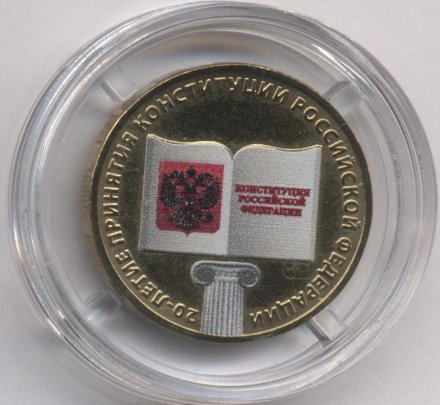 20-ЛЕТИЕ ПРИНЯТИЯ КОНСТИТУЦИИ РОССИЙСКОЙ ФЕДЕРАЦИИ
КОНСТИТУЦИЯ
РОССИЙСКОЙ
ФЕДЕРАЦИИ